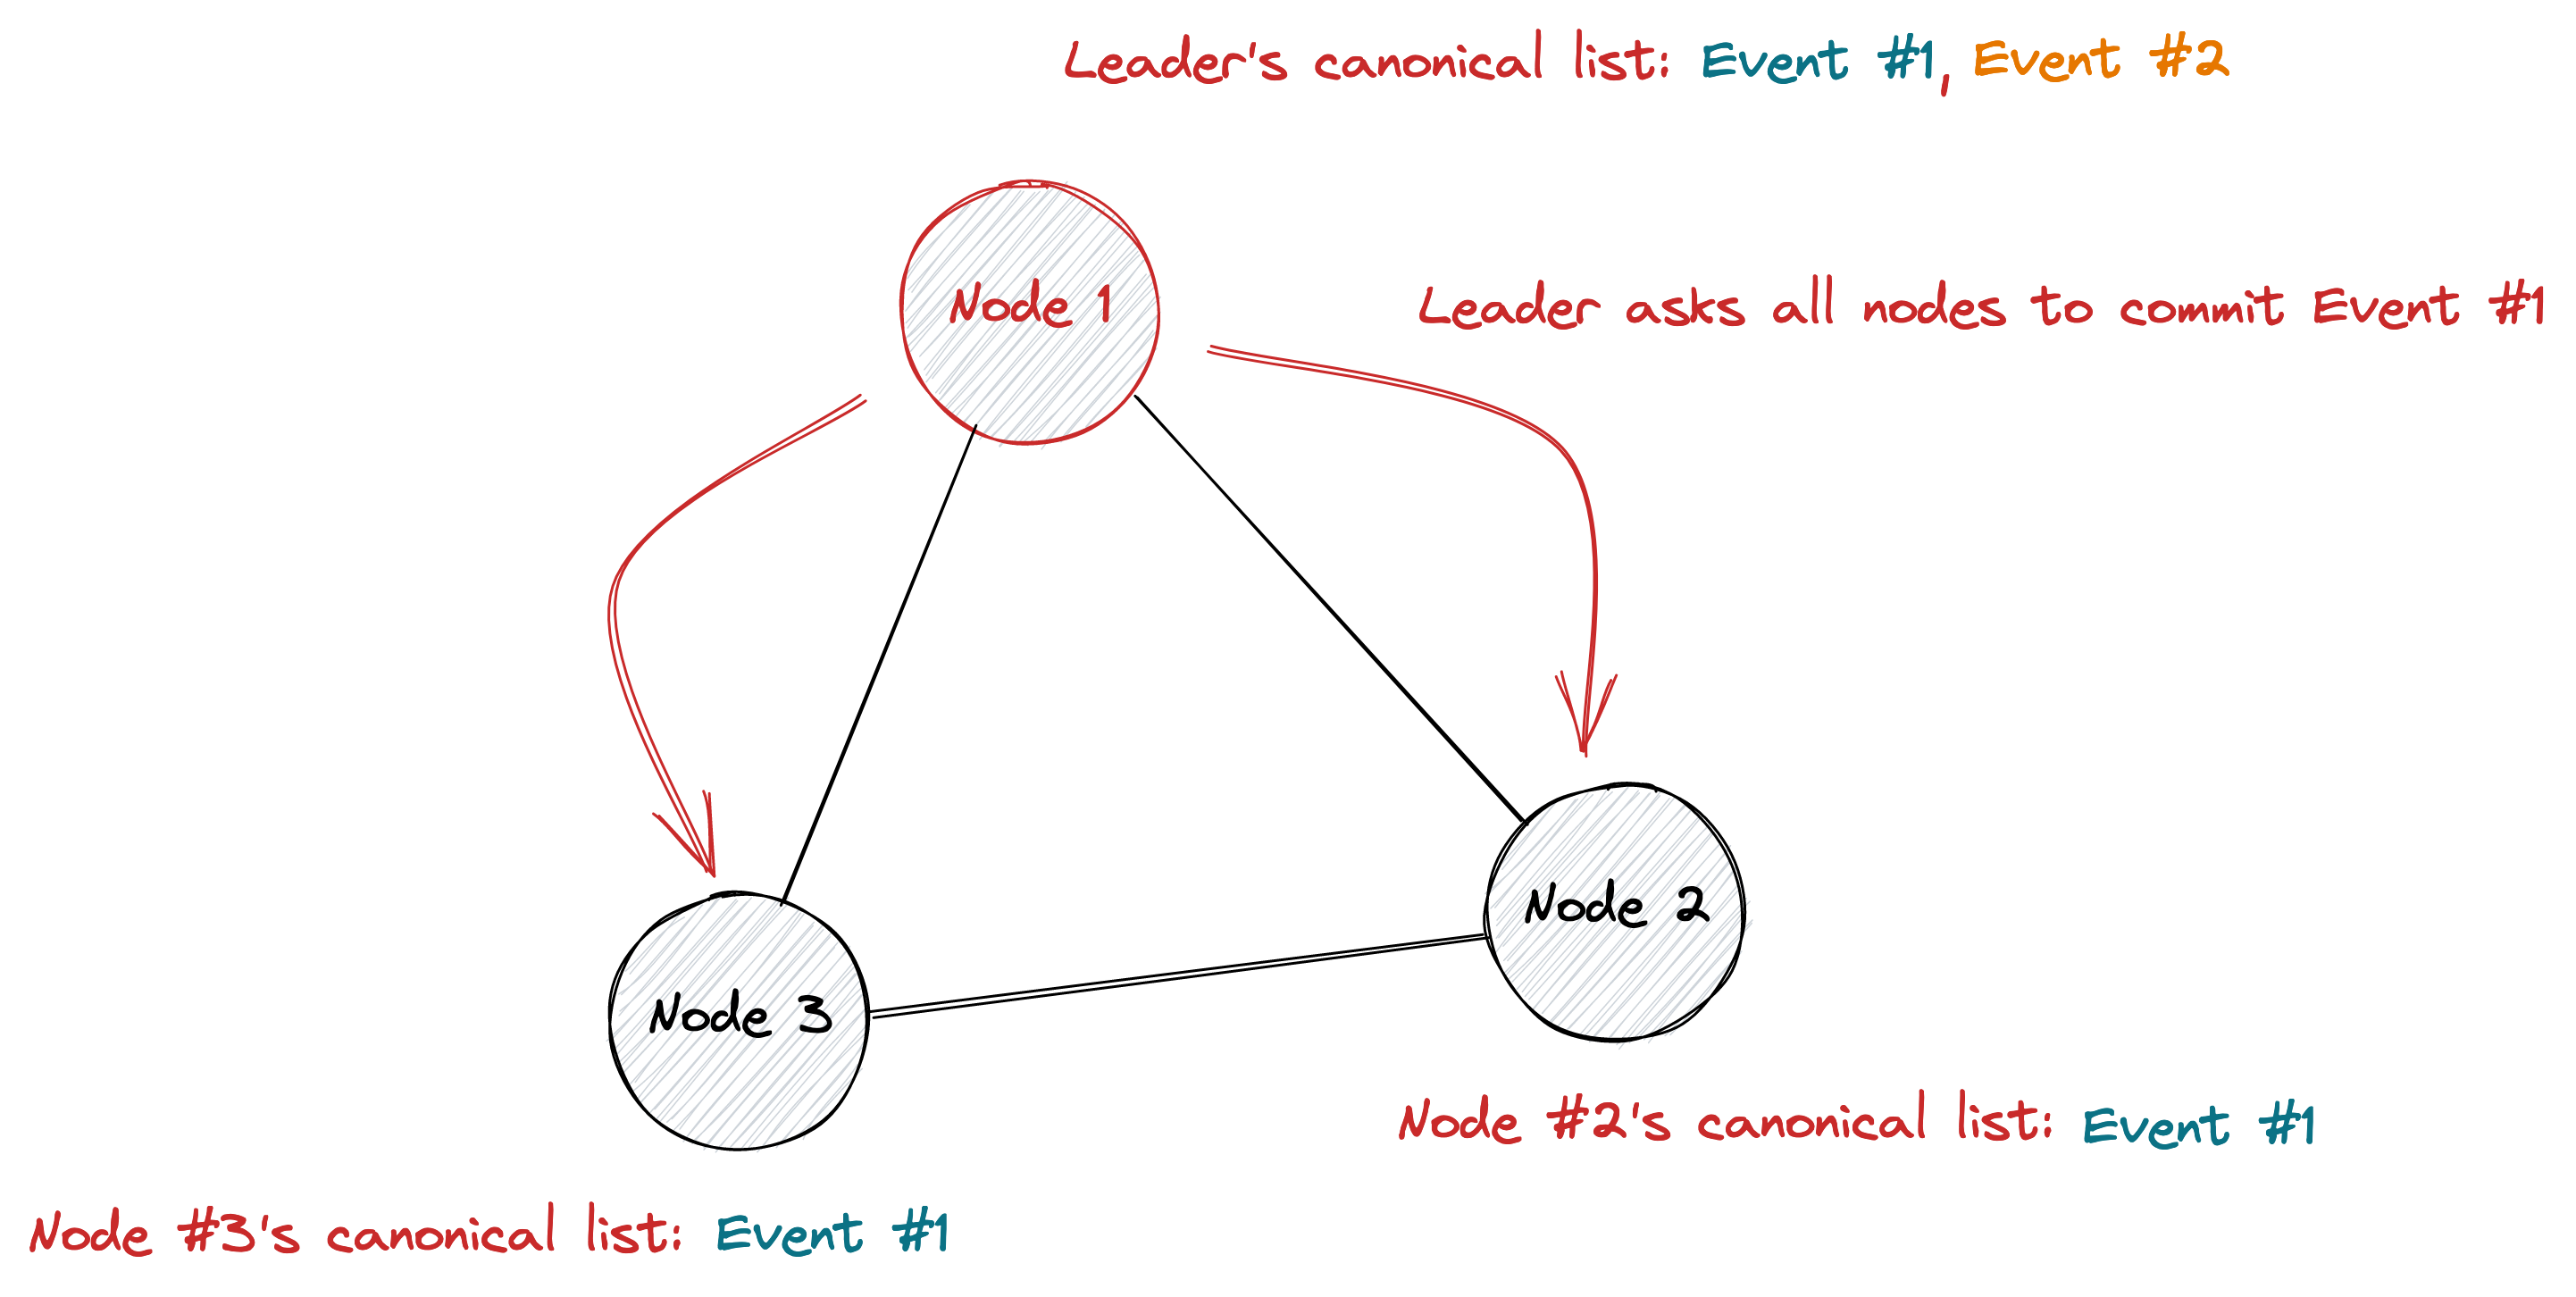 Leader's canonical list: Event #1, Event #2
Node 1
Leader asks all nodes to commit Event #1
Node 2
Node 3
Node #2's canonical list: Event #1
Node #3's canonical list: Event #1